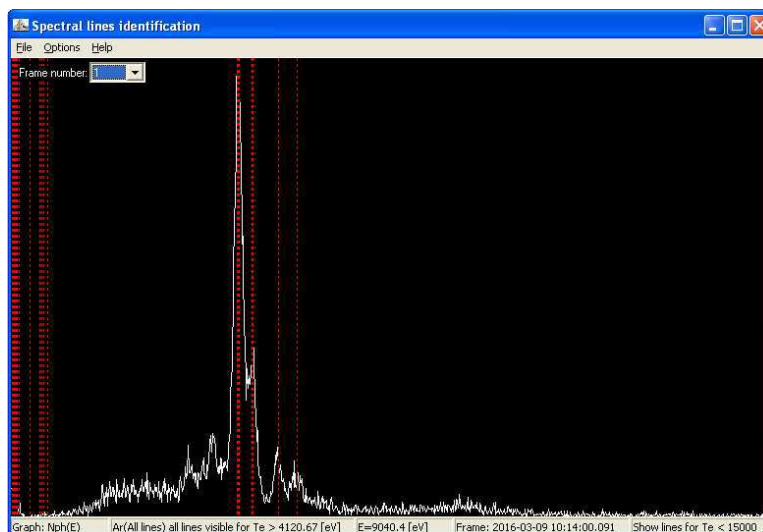 Spectral lines identification
File Options Help
Frame number: 1
Graph: Nph(E) Ar(All lines) all lines visible for Te > 4120.67 [eV] E=9040.4 [eV] Frame: 2016-03-09 10:14:00.091 Show lines for Te < 15000